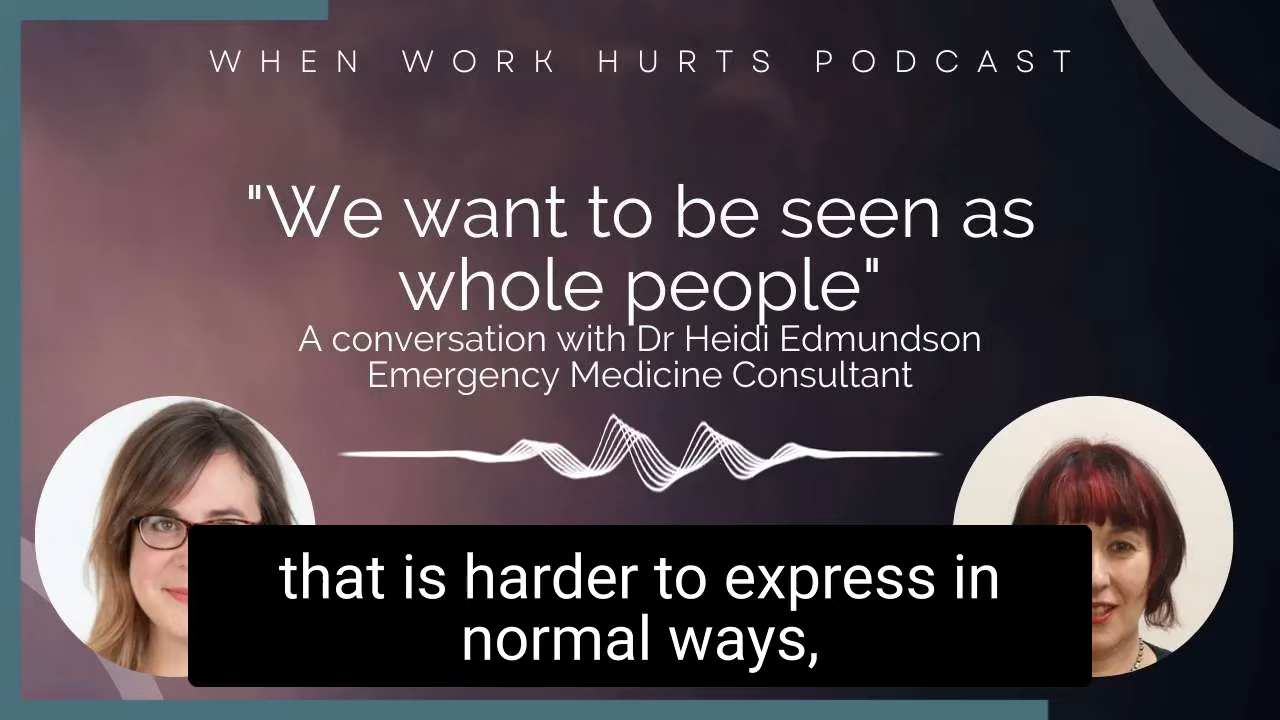 WHEN WORK HURTS PODCAST
"We want to be seen as
whole people"
A conversation with Dr Heidi Edmundson
Emergency Medicine Consultant
that is harder to express in
normal ways,